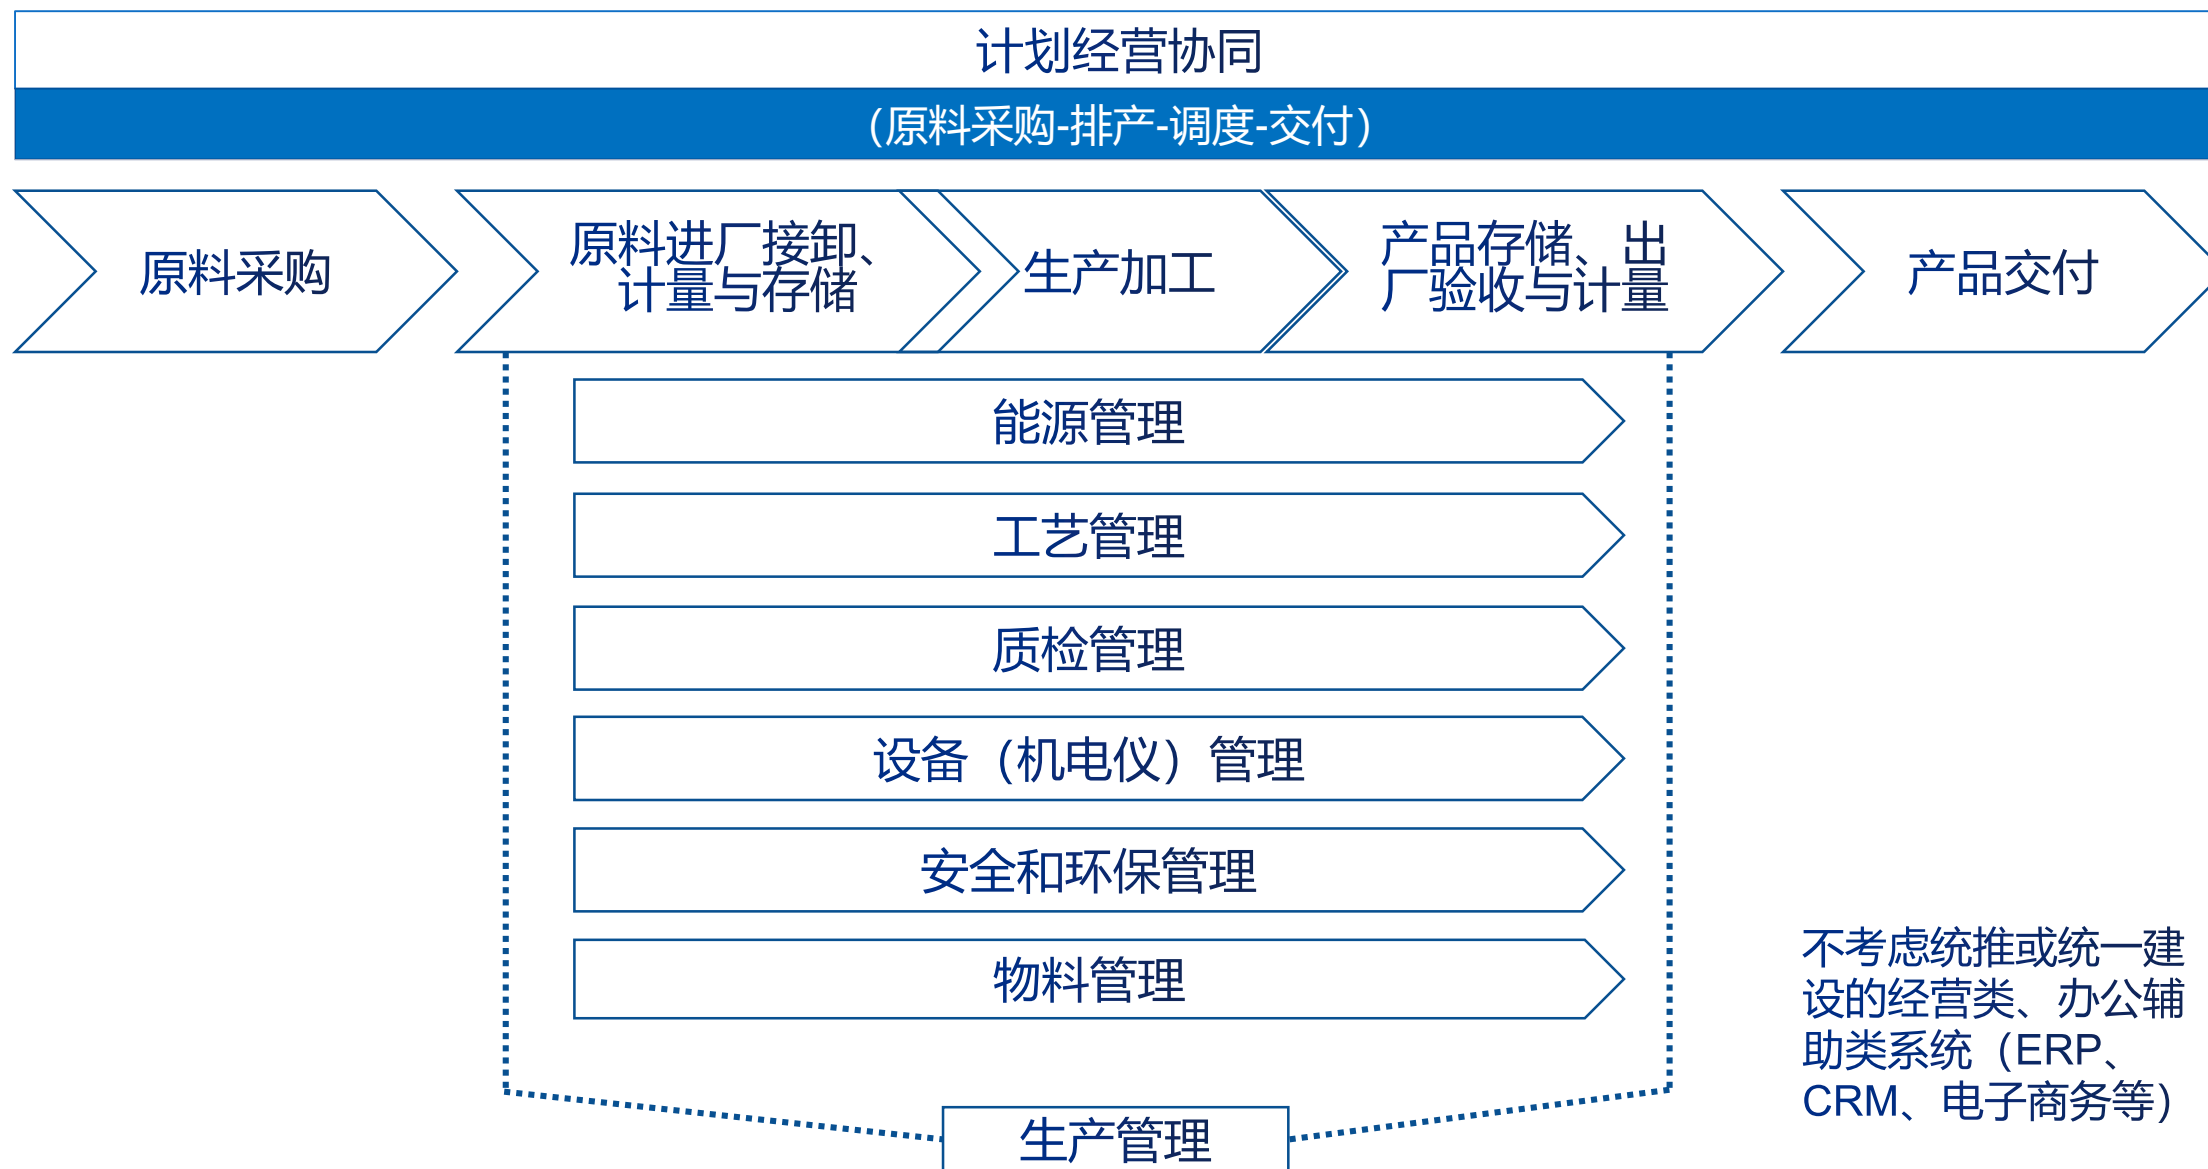 计划经营协同
（原料采购-排产-调度-交付）
原料采购
原料进厂接卸、
计量与存储
生产加工
产品存储、出
厂验收与计量
产品交付
能源管理
工艺管理
质检管理
设备（机电仪）管理
安全和环保管理
物料管理
不考虑统推或统一建
设的经营类、办公辅
助类系统（ERP、
CRM、电子商务等）
生产管理